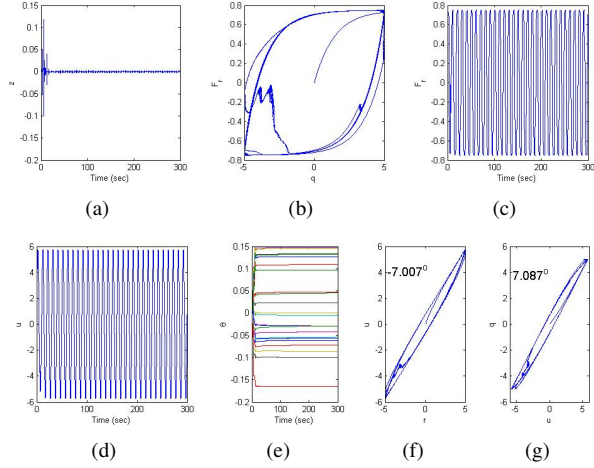 0.15
0.1
0.05
0
-0.05
-0.1
-0.15
-0.2
z
0 100 200 300
Time (sec)
(a)
0.8
0.6
0.4
0.2
0
-0.2
-0.4
-0.6
-0.8
F_r
-5 0 5
q
(b)
0.8
0.6
0.4
0.2
0
-0.2
-0.4
-0.6
-0.8
F_r
0 100 200 300
Time (sec)
(c)
6
4
2
0
-2
-4
-6
u
0 100 200 300
Time (sec)
(d)
0.15
0.1
0.05
0
-0.05
-0.1
-0.15
-0.2
θ
0 100 200 300
Time (sec)
(e)
6
4
2
0
-2
-4
-6
u
-7.007⁰
-5 0 5
r
(f)
6
4
2
0
-2
-4
-6
q
7.087⁰
-5 0 5
u
(g)